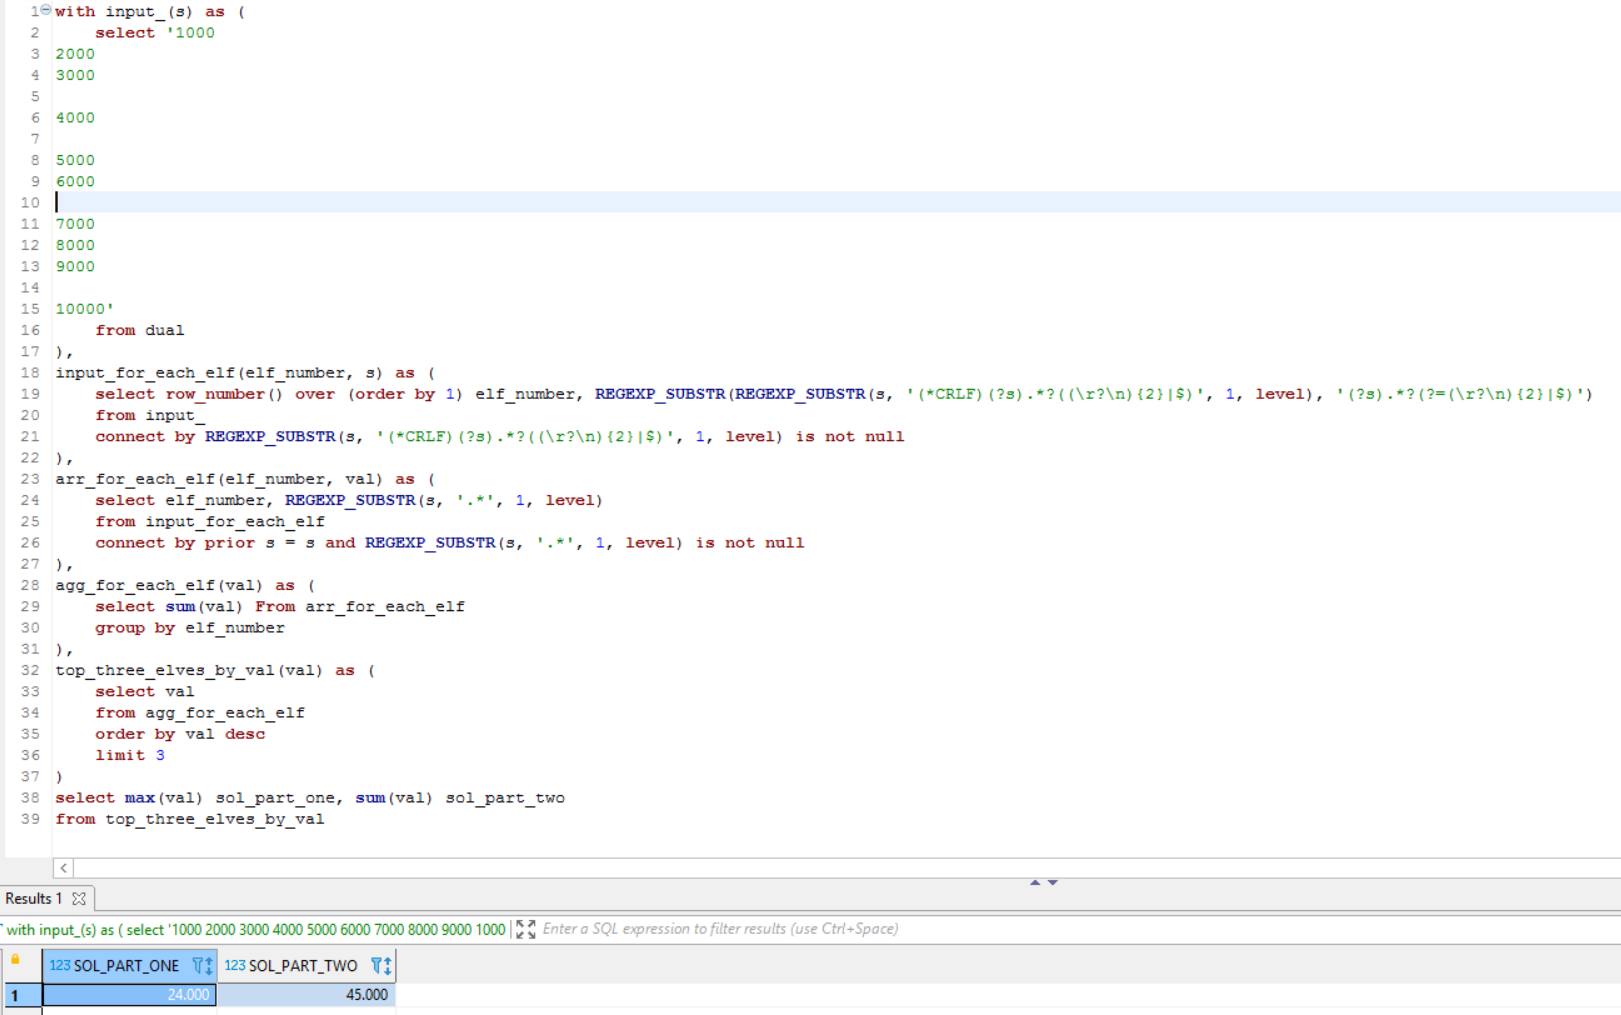 1 with input_(s) as (
2     select '1000
3 2000
4 3000
5
6 4000
7
8 5000
9 6000
10
11 7000
12 8000
13 9000
14
15 10000'
16     from dual
17 ),
18 input_for_each_elf(elf_number, s) as (
19     select row_number() over (order by 1) elf_number, REGEXP_SUBSTR(REGEXP_SUBSTR(s, '(*CRLF)(?s).*?((\r?\n){2}|$)', 1, level), '(?s).*?(?=(\r?\n){2}|$)')
20     from input_
21     connect by REGEXP_SUBSTR(s, '(*CRLF)(?s).*?((\r?\n){2}|$)', 1, level) is not null
22 ),
23 arr_for_each_elf(elf_number, val) as (
24     select elf_number, REGEXP_SUBSTR(s, '.*', 1, level)
25     from input_for_each_elf
26     connect by prior s = s and REGEXP_SUBSTR(s, '.*', 1, level) is not null
27 ),
28 agg_for_each_elf(val) as (
29     select sum(val) From arr_for_each_elf
30     group by elf_number
31 ),
32 top_three_elves_by_val(val) as (
33     select val
34     from agg_for_each_elf
35     order by val desc
36     limit 3
37 )
38 select max(val) sol_part_one, sum(val) sol_part_two
39 from top_three_elves_by_val
Results 1
with input_(s) as ( select '1000 2000 3000 4000 5000 6000 7000 8000 9000 1000 Enter a SQL expression to filter results (use Ctrl+Space)
123 SOL_PART_ONE 123 SOL_PART_TWO
1 24.000 45.000